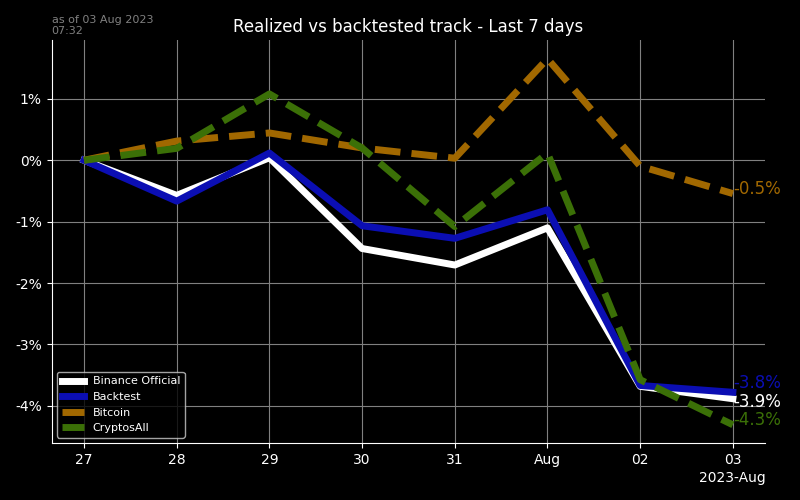 as of 03 Aug 2023
07:32
Realized vs backtested track - Last 7 days
1%
0%
-1%
-2%
-3%
-4%
-0.5%
-3.8%
-3.9%
-4.3%
Binance Official
Backtest
Bitcoin
CryptosAll
27 28 29 30 31 Aug 02 03
2023-Aug